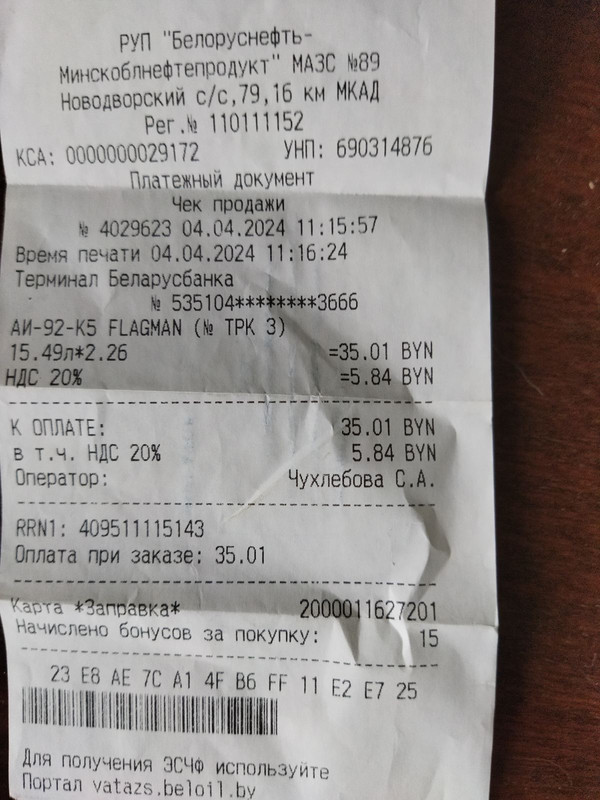 РУП "Белоруснефть-
Минскоблнефтепродукт" МАЗС №89
Новодворский с/с,79,16 км МКАД
Рег.№ 110111152
КСА: 0000000029172 УНП: 690314876
Платежный документ
Чек продажи
№ 4029623 04.04.2024 11:15:57
Время печати 04.04.2024 11:16:24
Терминал Беларусбанка
№ 535104********3666
АИ-92-К5 FLAGMAN (№ ТРК 3)
15.49л*2.26 =35.01 BYN
НДС 20% =5.84 BYN
К ОПЛАТЕ: 35.01 BYN
в т.ч. НДС 20% 5.84 BYN
Оператор: Чухлебова С.А.
RRN1: 409511115143
Оплата при заказе: 35.01
Карта *Заправка* 2000011627201
Начислено бонусов за покупку: 15
23 E8 AE 7C A1 4F B6 FF 11 E2 E7 25
Для получения ЭСЧФ используйте
Портал vatazs.beloil.by